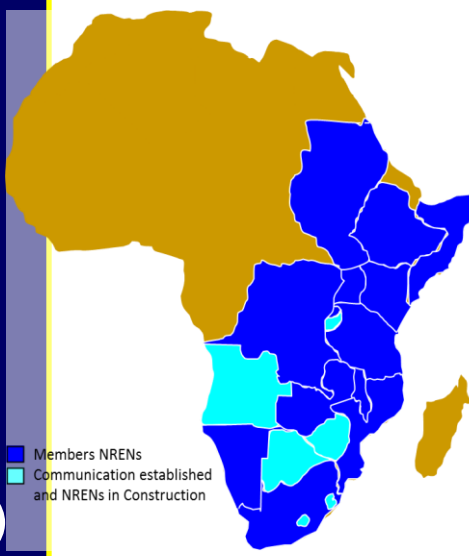 Members NRENs
Communication established
and NRENs in Construction